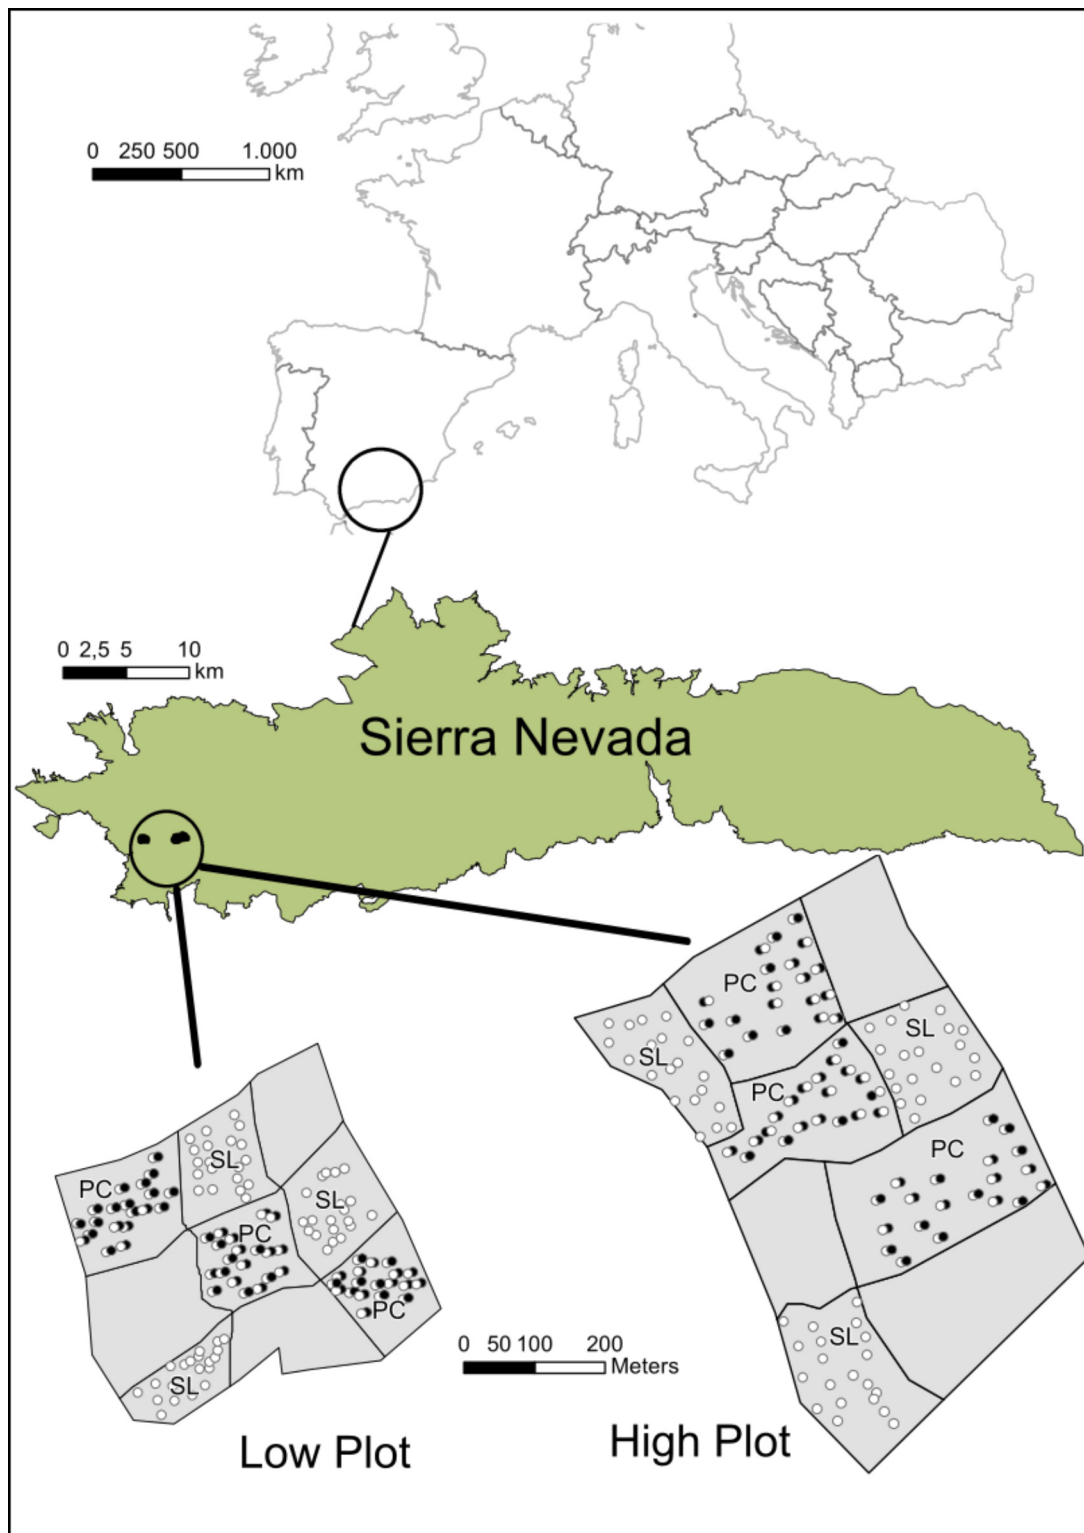 0 250 500 1.000
km
0 2,5 5 10
km
Sierra Nevada
PC
SL
SL
PC
PC
SL
SL
PC
SL
PC
PC
SL
0 50 100 200
Meters
Low Plot
High Plot